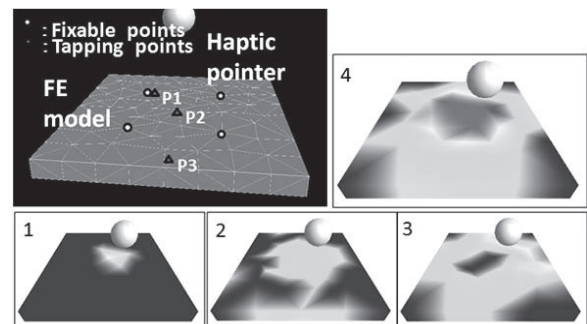 • : Fixable points
: Tapping points
Haptic
pointer
FE
model
P1
P2
P3
4
1
2
3